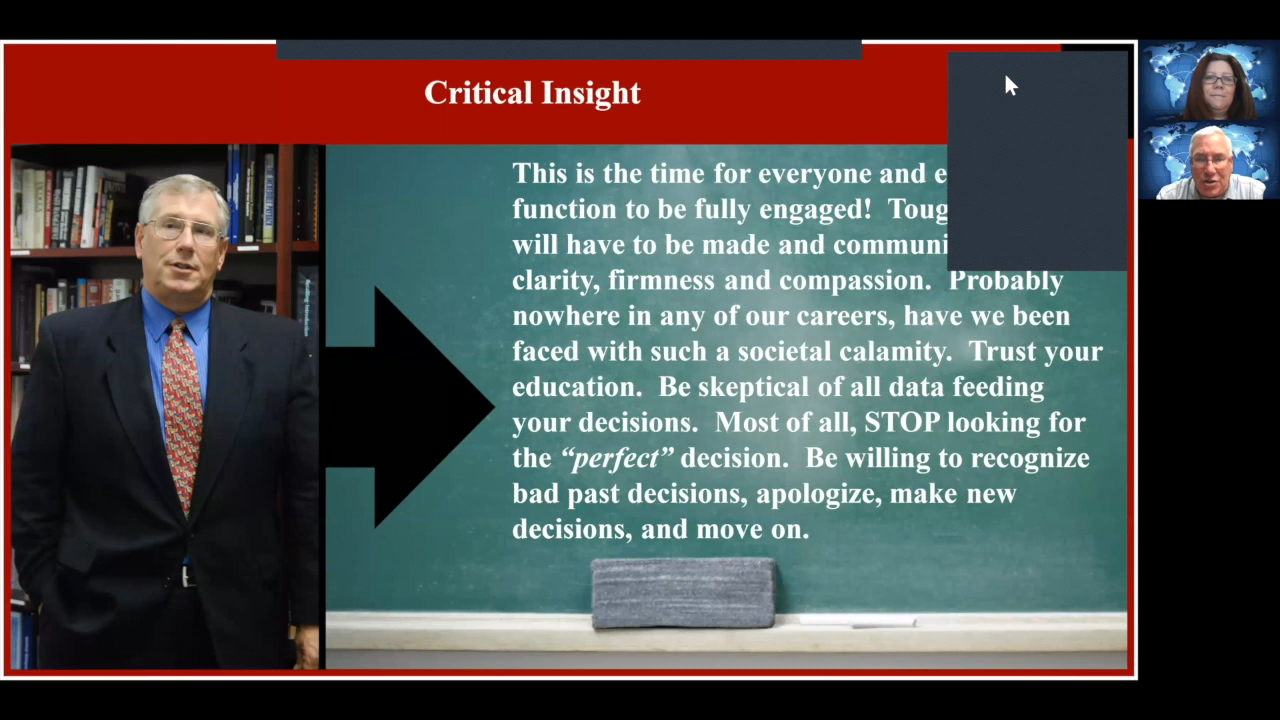 Critical Insight
This is the time for everyone and
function to be fully engaged!
will have to be made and
clarity, firmness and compassion. Probably
nowhere in any of our careers, have we been
faced with such a societal calamity. Trust your
education. Be skeptical of all data feeding
your decisions. Most of all, STOP looking for
the “perfect” decision. Be willing to recognize
bad past decisions, apologize, make new
decisions, and move on.